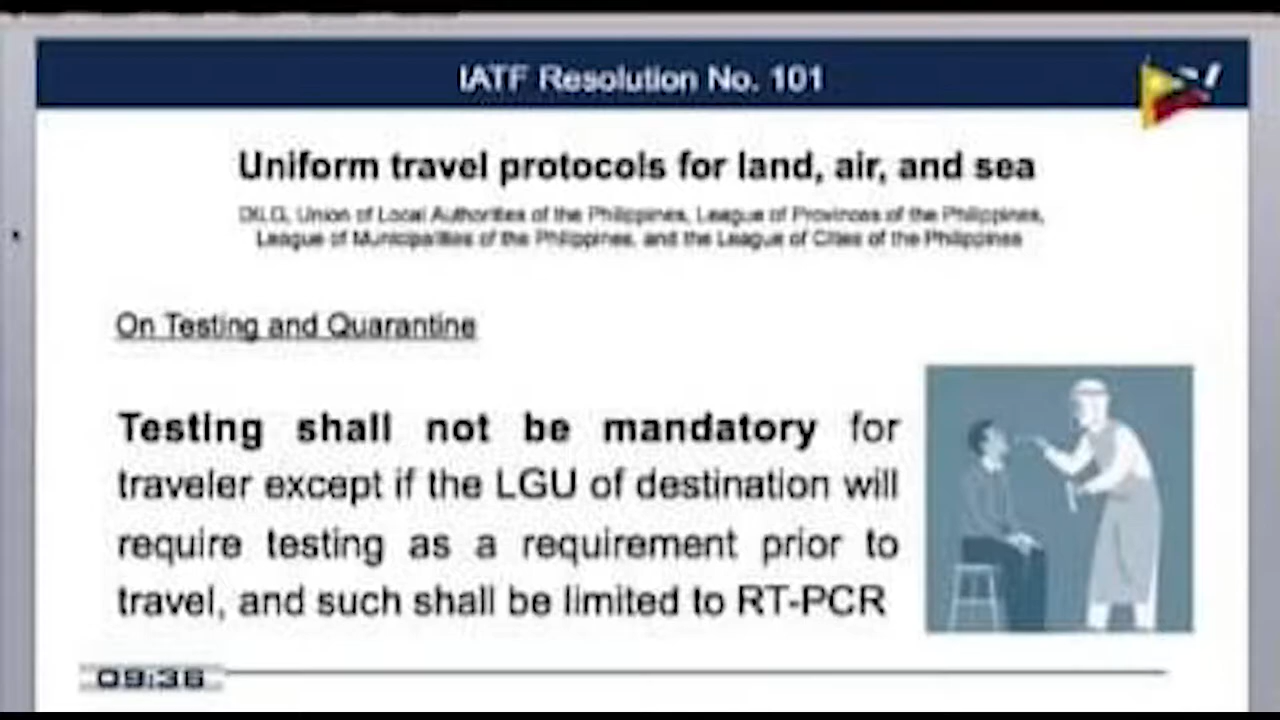 IATF Resolution No. 101
Uniform travel protocols for land, air, and sea
DILG, Union of Local Authorities of the Philippines, League of Provinces of the Philippines,
League of Municipalities of the Philippines, and the League of Cities of the Philippines
On Testing and Quarantine
Testing shall not be mandatory for
traveler except if the LGU of destination will
require testing as a requirement prior to
travel, and such shall be limited to RT-PCR
09:36